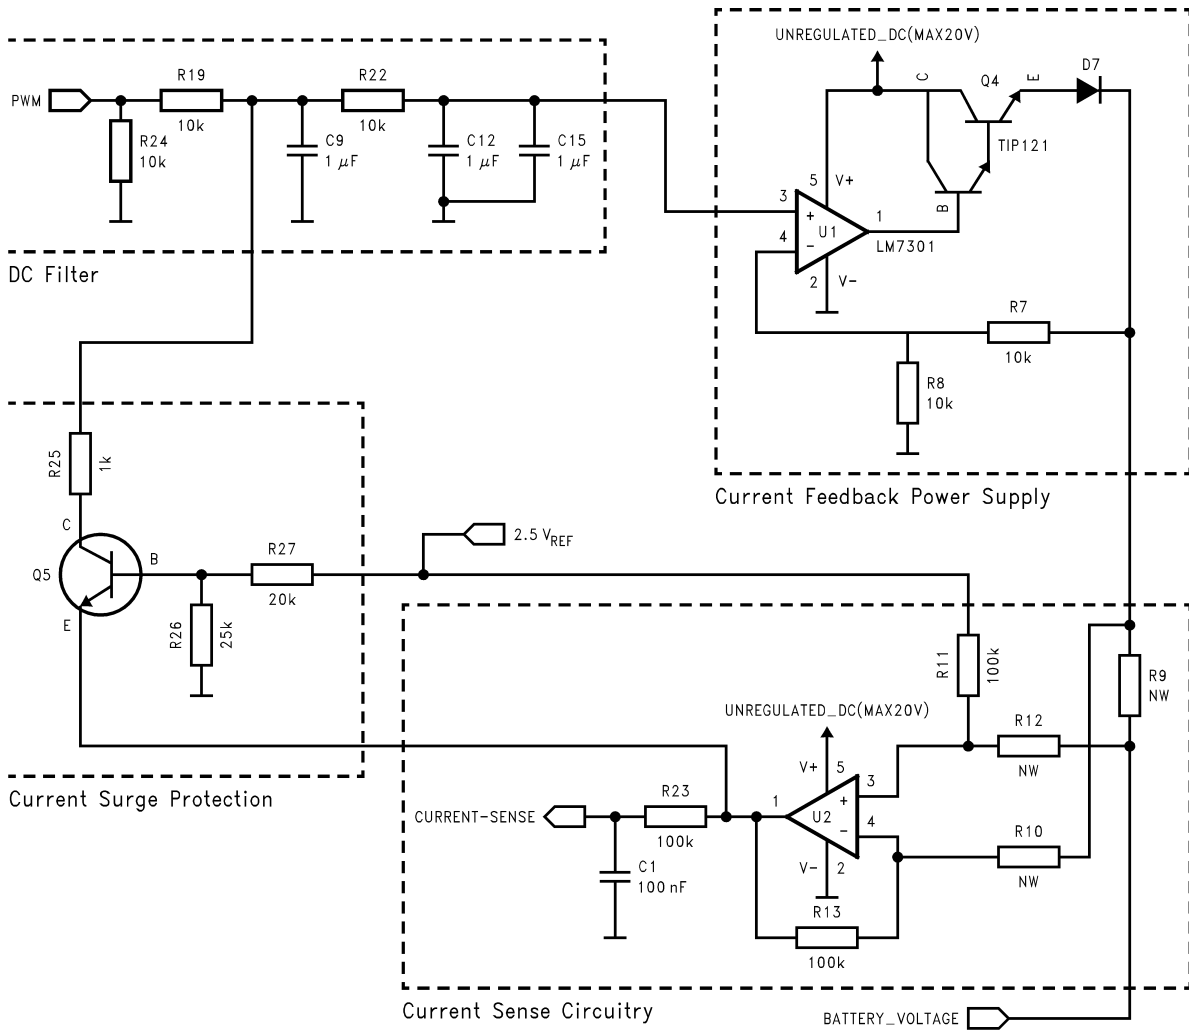 UNREGULATED_DC(MAX20V)
C
Q4
E
D7
TIP121
B
5
V+
3
+
4
-
U1
1
LM7301
2
V-
R7
10k
R8
10k
Current Feedback Power Supply
PWM
R19
10k
R24
10k
C9
1 µF
R22
10k
C12
1 µF
C15
1 µF
DC Filter
R25
1k
C
Q5
B
E
R27
20k
R26
25k
2.5 VREF
Current Surge Protection
R11
100k
R9
NW
UNREGULATED_DC(MAX20V)
R12
NW
V+
5
3
+
1
U2
4
-
V-
2
R10
NW
R23
100k
CURRENT-SENSE
C1
100 nF
R13
100k
Current Sense Circuitry
BATTERY_VOLTAGE